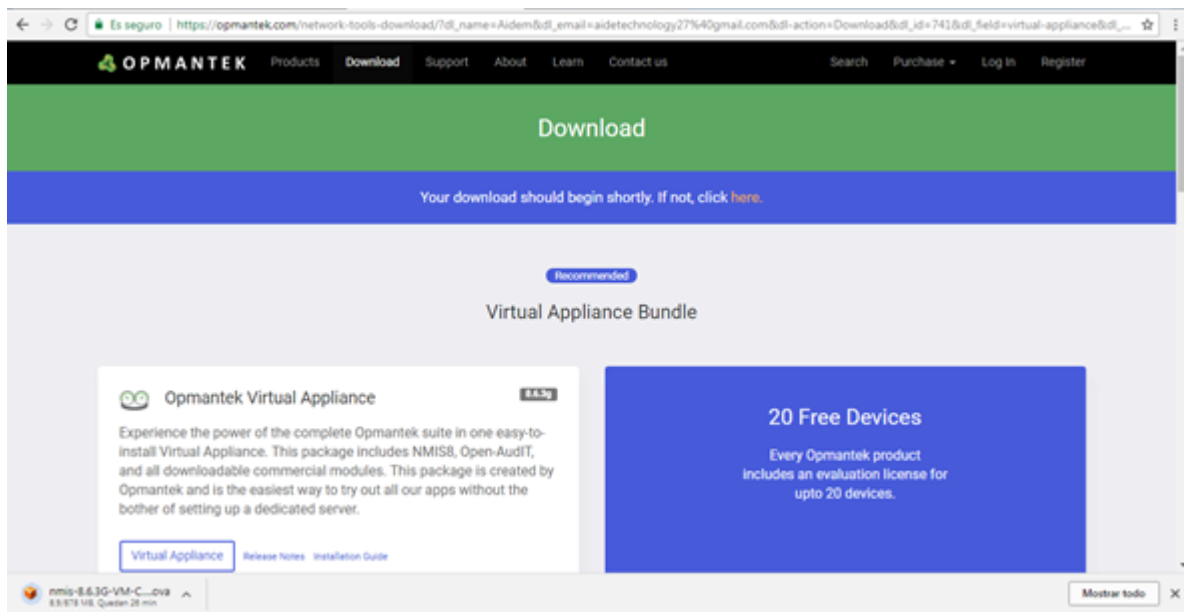 Es seguro | https://opmantek.com/network-tools-download/?dl_name=Aidem&dl_email=aidetechnology27%40gmail.com&dl-action=Download&dl_id=741&dl_field=virtual-appliance&dl_...
OPMANTEK Products Download Support About Learn Contact us Search Purchase Log In Register
Download
Your download should begin shortly. If not, click here.
Recommended
Virtual Appliance Bundle
Opmantek Virtual Appliance 8.6.3g
Experience the power of the complete Opmantek suite in one easy-to-
install Virtual Appliance. This package includes NMIS8, Open-AudIT,
and all downloadable commercial modules. This package is created by
Opmantek and is the easiest way to try out all our apps without the
bother of setting up a dedicated server.
Virtual Appliance Release Notes Installation Guide
20 Free Devices
Every Opmantek product
includes an evaluation license for
upto 20 devices.
nmis-8.6.3G-VM-C....ova
8.9/878 MB, Quedan 26 min
Mostrar todo